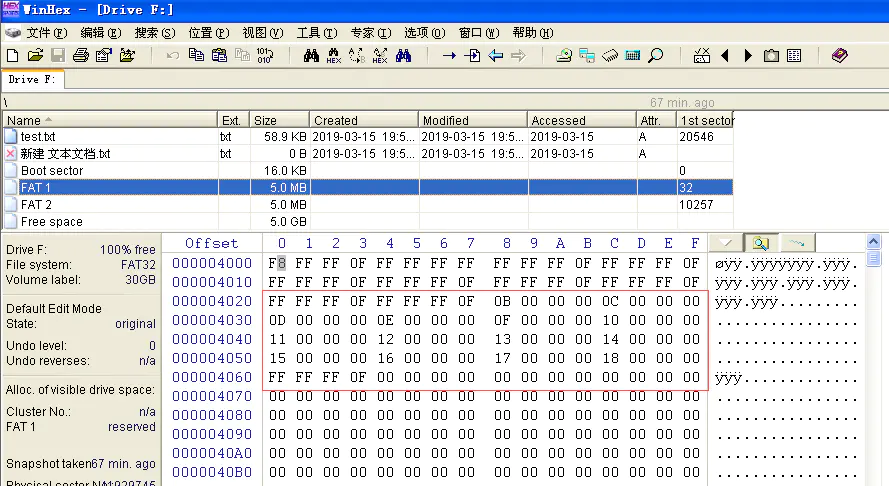 WinHex - [Drive F:]
文件(F) 编辑(E) 搜索(S) 位置(P) 视图(V) 工具(T) 专家(I) 选项(O) 窗口(W) 帮助(H)
Drive F:
\ 67 min. ago
Name Ext. Size Created Modified Accessed Attr. 1st sector
test.txt txt 58.9 KB 2019-03-15 19:5... 2019-03-15 19:5... 2019-03-15 A 20546
新建 文本文档.txt txt 0 B 2019-03-15 19:5... 2019-03-15 19:5... 2019-03-15 A
Boot sector 16.0 KB 0
FAT 1 5.0 MB 32
FAT 2 5.0 MB 10257
Free space 5.0 GB
Drive F: 100% free
File system: FAT32
Volume label: 30GB
Default Edit Mode
State: original
Undo level: 0
Undo reverses: n/a
Alloc. of visible drive space:
Cluster No.: n/a
FAT 1 reserved
Snapshot taken 67 min. ago
Offset 0 1 2 3 4 5 6 7 8 9 A B C D E F
000004000 F8 FF FF 0F FF FF FF FF FF FF FF 0F FF FF FF 0F øÿÿ.ÿÿÿÿÿÿÿ.ÿÿÿ.
000004010 FF FF FF 0F FF FF FF 0F FF FF FF 0F FF FF FF 0F ÿÿÿ.ÿÿÿ.ÿÿÿ.ÿÿÿ.
000004020 FF FF FF 0F FF FF FF 0F 0B 00 00 00 0C 00 00 00 ÿÿÿ.ÿÿÿ.........
000004030 0D 00 00 00 0E 00 00 00 0F 00 00 00 10 00 00 00 ................
000004040 11 00 00 00 12 00 00 00 13 00 00 00 14 00 00 00 ................
000004050 15 00 00 00 16 00 00 00 17 00 00 00 18 00 00 00 ................
000004060 FF FF FF 0F 00 00 00 00 00 00 00 00 00 00 00 00 ÿÿÿ.............
000004070 00 00 00 00 00 00 00 00 00 00 00 00 00 00 00 00 ................
000004080 00 00 00 00 00 00 00 00 00 00 00 00 00 00 00 00 ................
000004090 00 00 00 00 00 00 00 00 00 00 00 00 00 00 00 00 ................
0000040A0 00 00 00 00 00 00 00 00 00 00 00 00 00 00 00 00 ................
0000040B0 00 00 00 00 00 00 00 00 00 00 00 00 00 00 00 00 ................